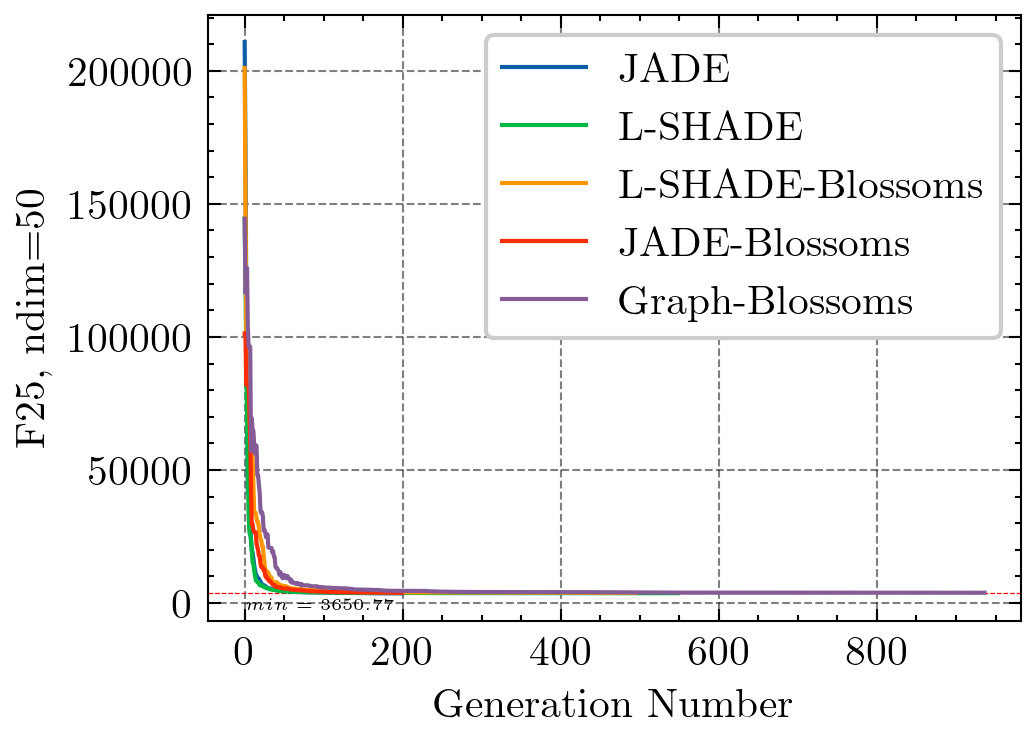 F25, ndim=50
200000
150000
100000
50000
0
min = 3650.77
JADE
L-SHADE
L-SHADE-Blossoms
JADE-Blossoms
Graph-Blossoms
0 200 400 600 800
Generation Number